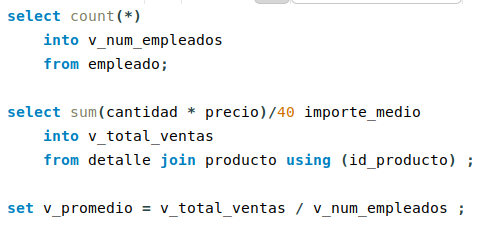 select count(*)
into v_num_empleados
from empleado;
select sum(cantidad * precio)/40 importe_medio
into v_total_ventas
from detalle join producto using (id_producto) ;
set v_promedio = v_total_ventas / v_num_empleados ;